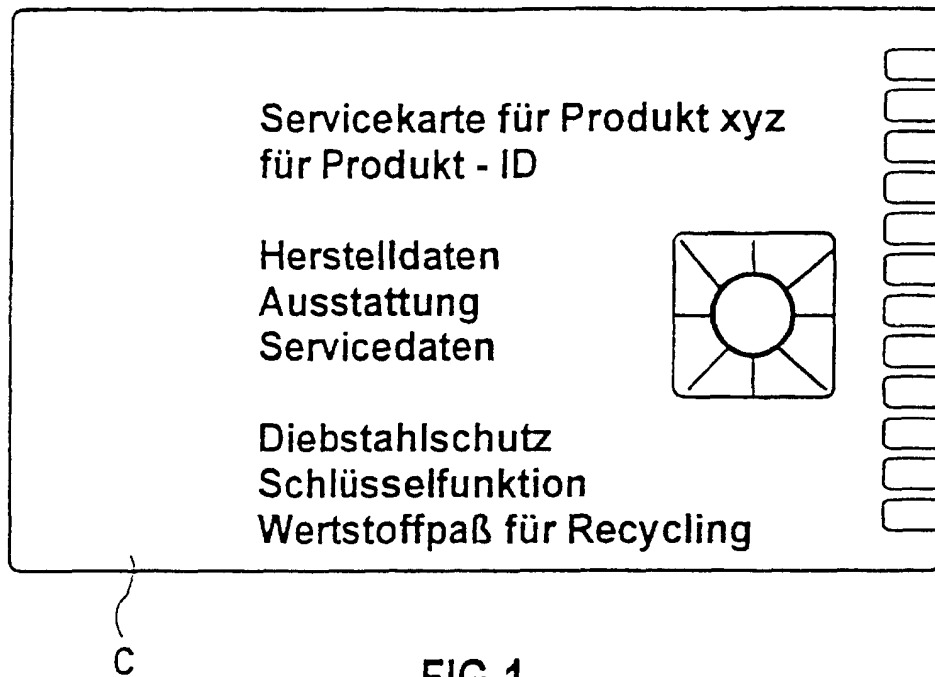 Servicekarte für Produkt xyz
für Produkt - ID
Herstelldaten
Ausstattung
Servicedaten
Diebstahlschutz
Schlüsselfunktion
Wertstoffpaß für Recycling
C
FIG. 1